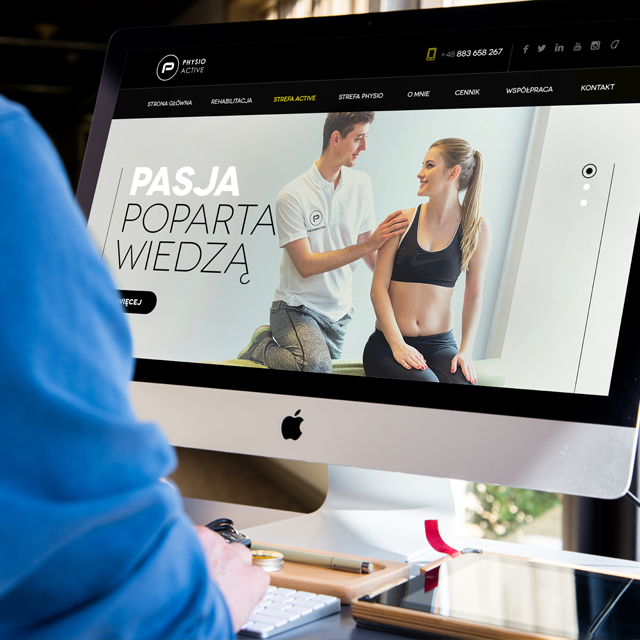 PHYSIO
ACTIVE
+48 883 658 267
STRONA GŁÓWNA REHABILITACJA STREFA ACTIVE STREFA PHYSIO O MNIE CENNIK WSPÓŁPRACA KONTAKT
PASJA
POPARTA
WIEDZĄ
WIĘCEJ